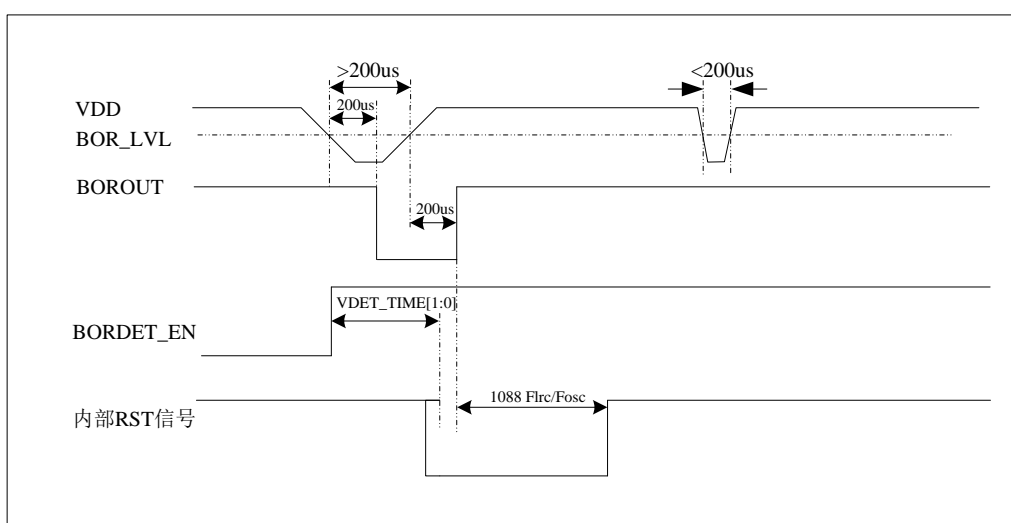 >200us
<200us
200us
VDD
BOR_LVL
BOROUT
200us
VDET_TIME[1:0]
BORDET_EN
1088 Flrc/Fosc
内部RST信号